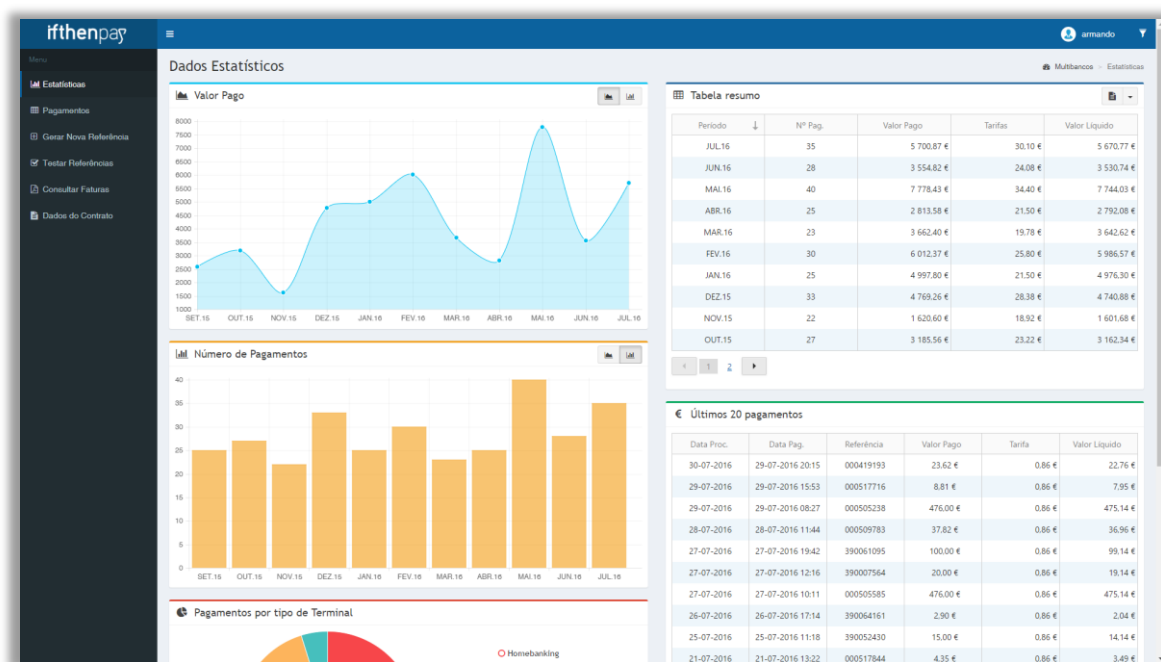 ifthenpay
armando
Menu
Estatísticas
Pagamentos
Gerar Nova Referência
Testar Referências
Consultar Faturas
Dados do Contrato
Dados Estatísticos
Multibancos > Estatísticas
Valor Pago
8000
7500
7000
6500
6000
5500
5000
4500
4000
3500
3000
2500
2000
1500
1000
SET.15 OUT.15 NOV.15 DEZ.15 JAN.16 FEV.16 MAR.16 ABR.16 MAI.16 JUN.16 JUL.16
Número de Pagamentos
40
35
30
25
20
15
10
5
0
SET.15 OUT.15 NOV.15 DEZ.15 JAN.16 FEV.16 MAR.16 ABR.16 MAI.16 JUN.16 JUL.16
Pagamentos por tipo de Terminal
Homebanking
Tabela resumo
Período Nº Pag. Valor Pago Tarifas Valor Líquido
JUL.16 35 5 700.87 € 30.10 € 5 670.77 €
JUN.16 28 3 554.82 € 24.08 € 3 530.74 €
MAI.16 40 7 778.43 € 34.40 € 7 744.03 €
ABR.16 25 2 813.58 € 21.50 € 2 792.08 €
MAR.16 23 3 662.40 € 19.78 € 3 642.62 €
FEV.16 30 6 012.37 € 25.80 € 5 986.57 €
JAN.16 25 4 997.80 € 21.50 € 4 976.30 €
DEZ.15 33 4 769.26 € 28.38 € 4 740.88 €
NOV.15 22 1 620.60 € 18.92 € 1 601.68 €
OUT.15 27 3 185.56 € 23.22 € 3 162.34 €
1 2
€ Últimos 20 pagamentos
Data Proc. Data Pag. Referência Valor Pago Tarifa Valor Líquido
30-07-2016 29-07-2016 20:15 000419193 23.62 € 0.86 € 22.76 €
29-07-2016 29-07-2016 15:53 000517716 8.81 € 0.86 € 7.95 €
29-07-2016 29-07-2016 08:27 000505238 476.00 € 0.86 € 475.14 €
28-07-2016 28-07-2016 11:44 000509783 37.82 € 0.86 € 36.96 €
27-07-2016 27-07-2016 19:42 390061095 100.00 € 0.86 € 99.14 €
27-07-2016 27-07-2016 12:16 390007564 20.00 € 0.86 € 19.14 €
27-07-2016 27-07-2016 10:11 000505585 476.00 € 0.86 € 475.14 €
26-07-2016 26-07-2016 17:14 390064161 2.90 € 0.86 € 2.04 €
25-07-2016 25-07-2016 11:18 390052430 15.00 € 0.86 € 14.14 €
21-07-2016 21-07-2016 13:22 000517844 4.35 € 0.86 € 3.49 €